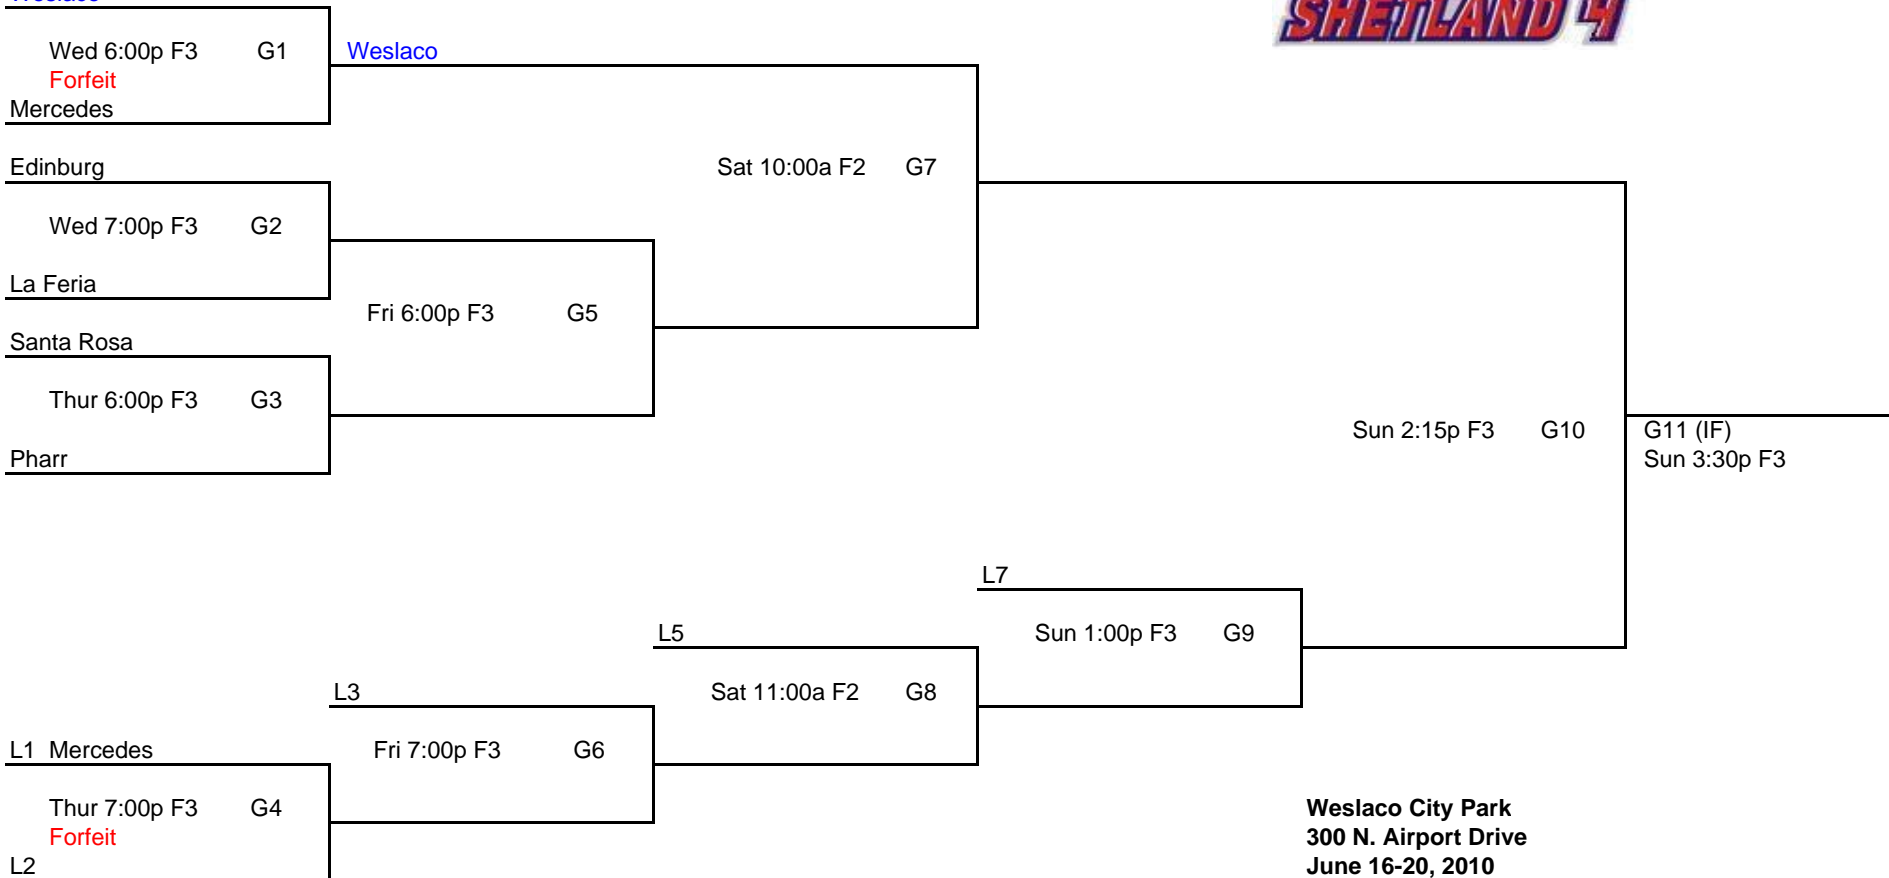 Weslaco
SHETLAND 4
Wed 6:00p F3 G1 Weslaco
Forfeit
Mercedes
Edinburg
Sat 10:00a F2 G7
Wed 7:00p F3 G2
La Feria
Fri 6:00p F3 G5
Santa Rosa
Thur 6:00p F3 G3
Sun 2:15p F3 G10
G11 (IF)
Pharr
Sun 3:30p F3
L7
L5
Sun 1:00p F3 G9
L3
Sat 11:00a F2 G8
L1 Mercedes
Fri 7:00p F3 G6
Thur 7:00p F3 G4
Forfeit
L2
Weslaco City Park
300 N. Airport Drive
June 16-20, 2010